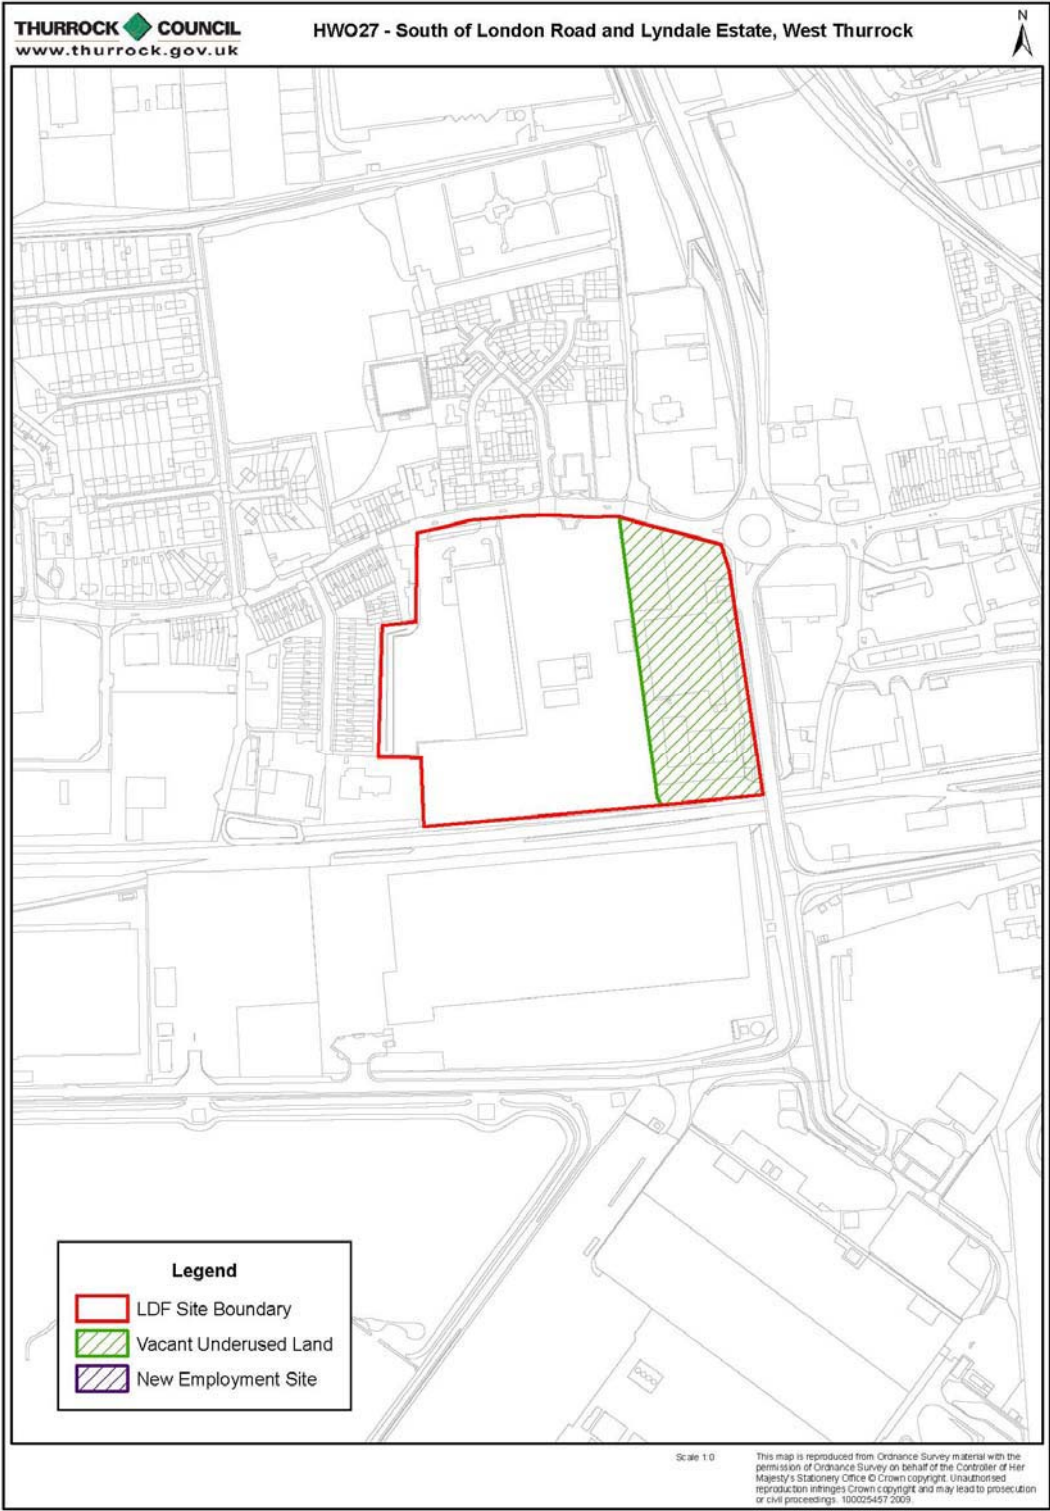 THURROCK COUNCIL
www.thurrock.gov.uk
HWO27 - South of London Road and Lyndale Estate, West Thurrock
N
Legend
LDF Site Boundary
Vacant Underused Land
New Employment Site
Scale 1:0
This map is reproduced from Ordnance Survey material with the
permission of Ordnance Survey on behalf of the Controller of Her
Majesty's Stationery Office © Crown copyright. Unauthorised
reproduction infringes Crown copyright and may lead to prosecution
or civil proceedings. 100025457 2009.